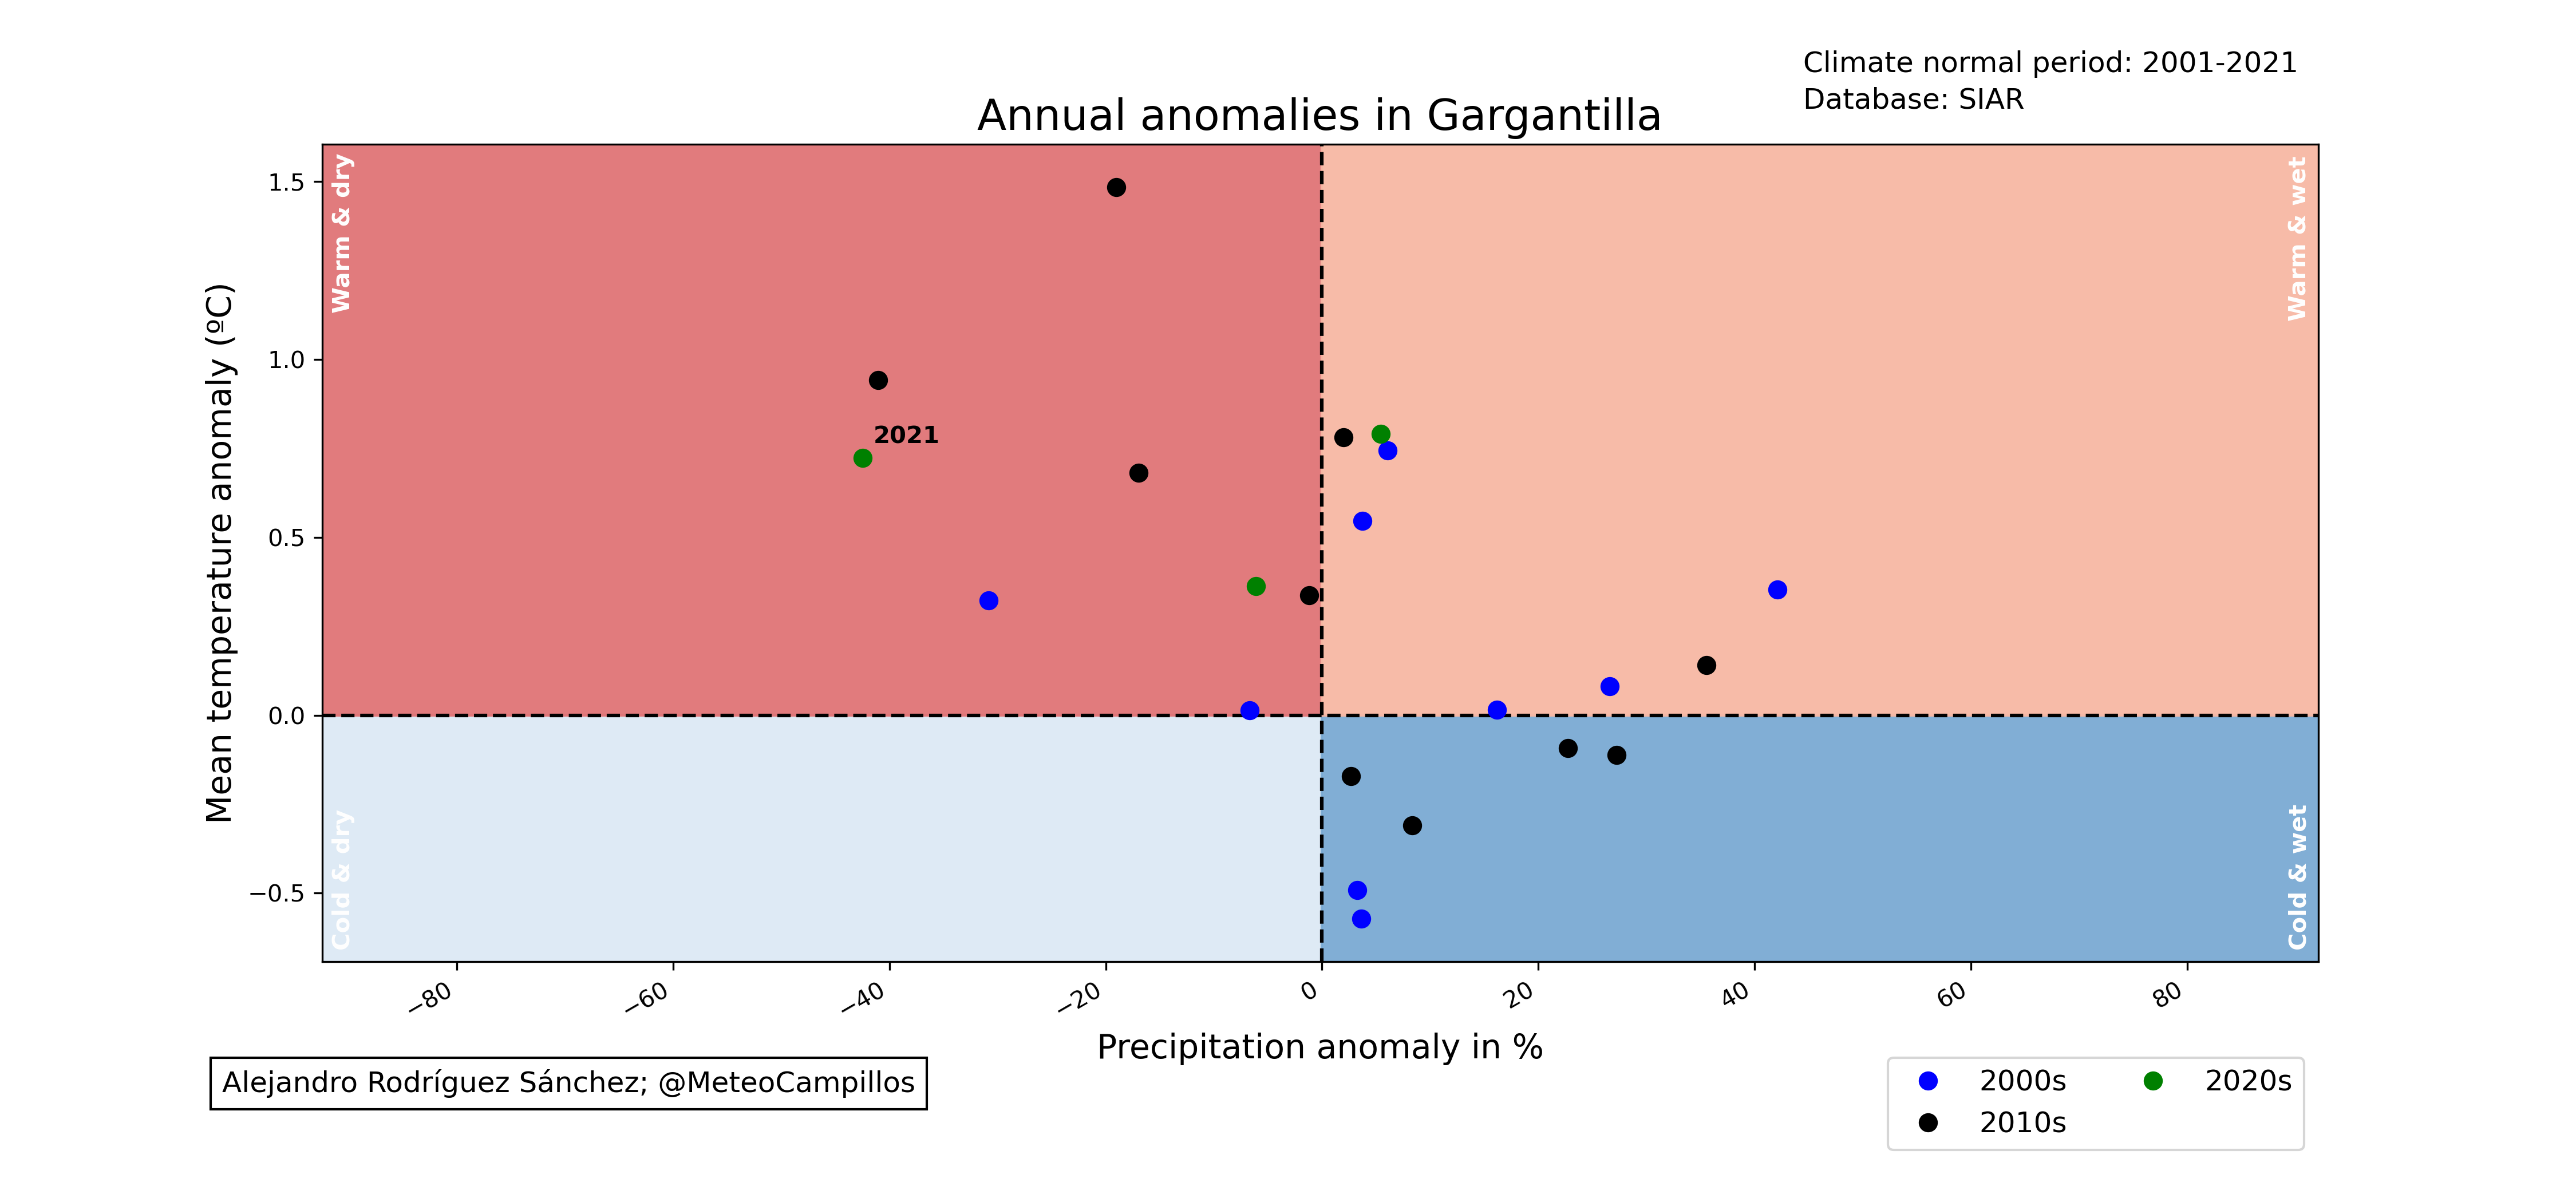 Climate normal period: 2001-2021
Database: SIAR
Annual anomalies in Gargantilla
Warm & dry
Warm & wet
1.5
1.0
0.5
0.0
−0.5
Mean temperature anomaly (ºC)
2021
Cold & dry
Cold & wet
−80
−60
−40
−20
0
20
40
60
80
Precipitation anomaly in %
Alejandro Rodríguez Sánchez; @MeteoCampillos
2000s
2010s
2020s